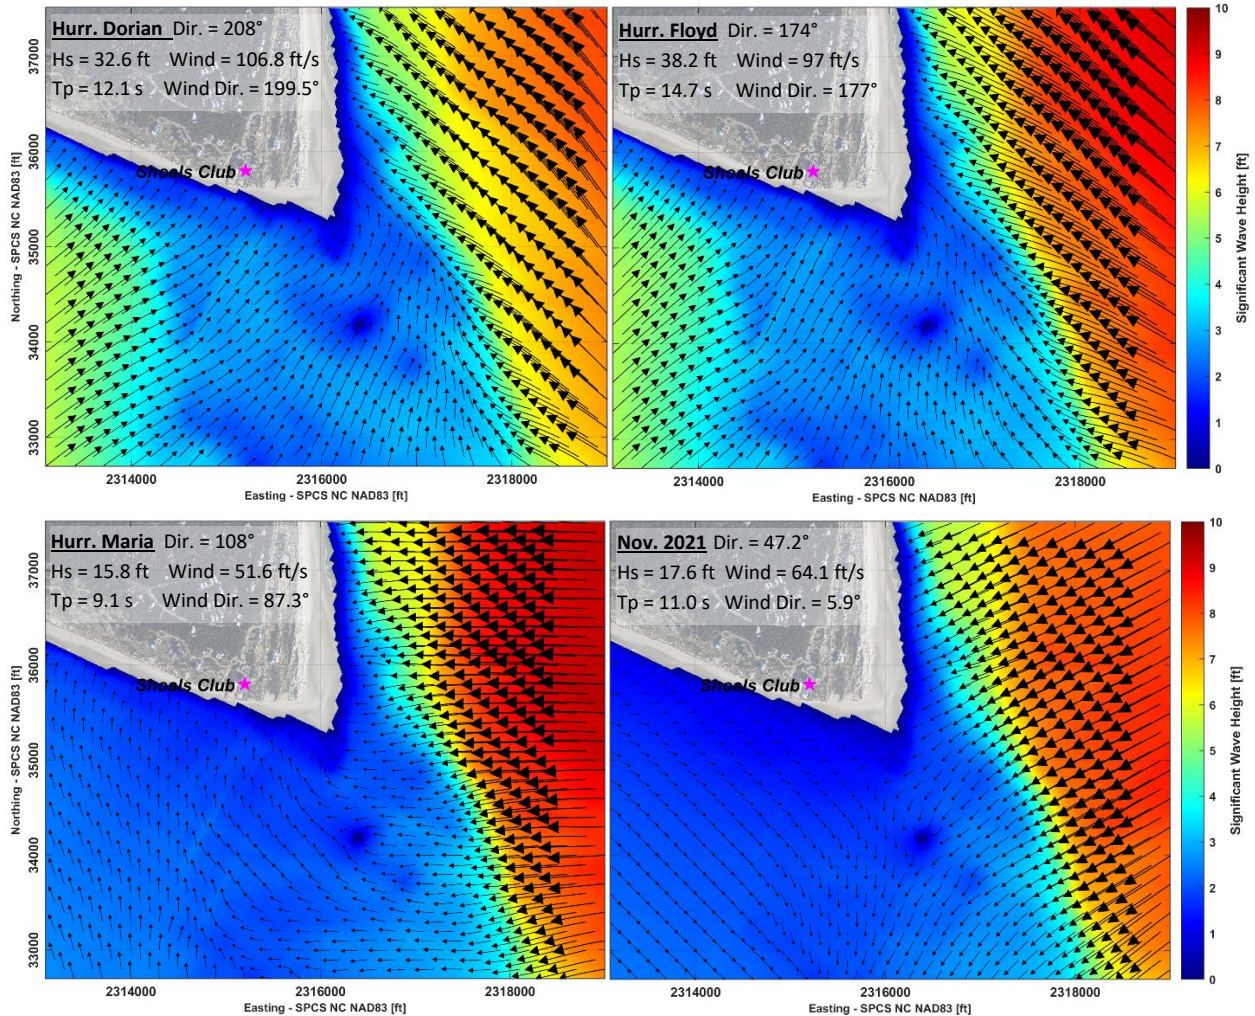 Hurr. Dorian Dir. = 208°
Hs = 32.6 ft Wind = 106.8 ft/s
Tp = 12.1 s Wind Dir. = 199.5°
Shoals Club
37000
36000
35000
34000
33000
Northing - SPCS NC NAD83 [ft]
2314000 2316000 2318000
Easting - SPCS NC NAD83 [ft]
Hurr. Floyd Dir. = 174°
Hs = 38.2 ft Wind = 97 ft/s
Tp = 14.7 s Wind Dir. = 177°
Shoals Club
2314000 2316000 2318000
Easting - SPCS NC NAD83 [ft]
10
9
8
7
6
5
4
3
2
1
0
Significant Wave Height [ft]
Hurr. Maria Dir. = 108°
Hs = 15.8 ft Wind = 51.6 ft/s
Tp = 9.1 s Wind Dir. = 87.3°
Shoals Club
37000
36000
35000
34000
33000
Northing - SPCS NC NAD83 [ft]
2314000 2316000 2318000
Easting - SPCS NC NAD83 [ft]
Nov. 2021 Dir. = 47.2°
Hs = 17.6 ft Wind = 64.1 ft/s
Tp = 11.0 s Wind Dir. = 5.9°
Shoals Club
2314000 2316000 2318000
Easting - SPCS NC NAD83 [ft]
10
9
8
7
6
5
4
3
2
1
0
Significant Wave Height [ft]